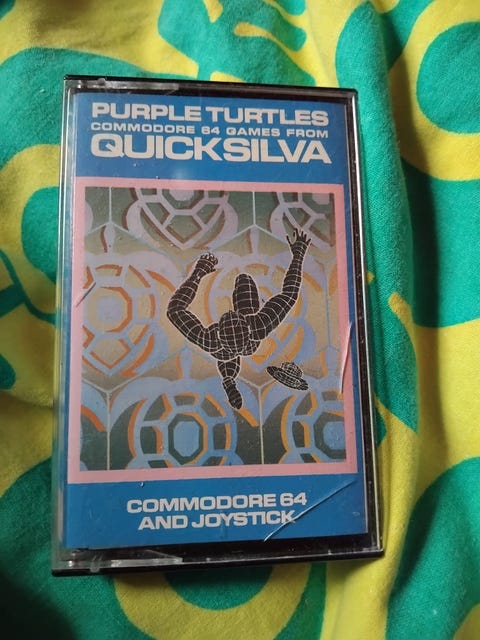 PURPLE TURTLES
COMMODORE 64 GAMES FROM
QUICKSILVA
COMMODORE 64
AND JOYSTICK